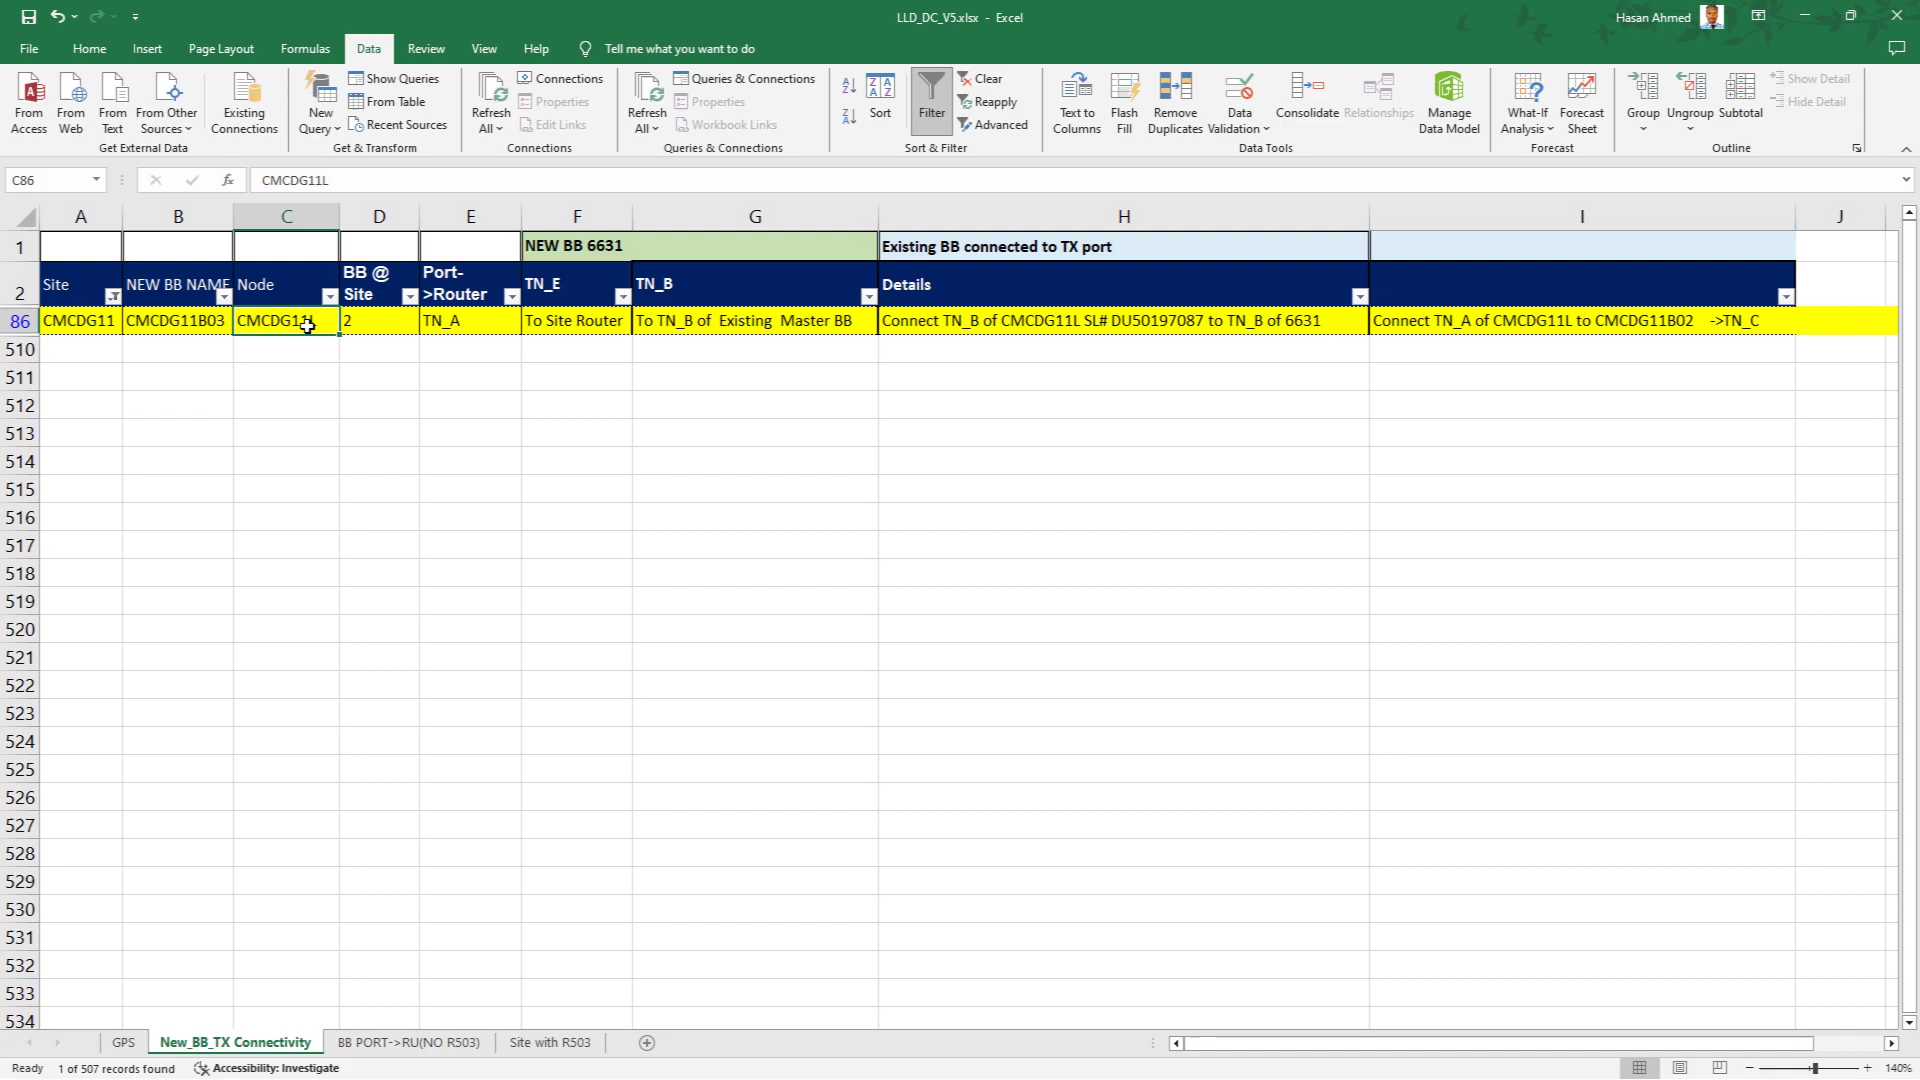 LLD_DC_V5.xlsx - Excel
Hasan Ahmed
File Home Insert Page Layout Formulas Data Review View Help Tell me what you want to do
From Access
From Web
From Text
From Other Sources
Existing Connections
Get External Data
New Query
Show Queries
From Table
Recent Sources
Get & Transform
Refresh All
Connections
Properties
Edit Links
Connections
Refresh All
Queries & Connections
Properties
Workbook Links
Queries & Connections
Sort
Filter
Clear
Reapply
Advanced
Sort & Filter
Text to Columns
Flash Fill
Remove Duplicates
Data Validation
Consolidate
Relationships
Manage Data Model
Data Tools
What-If Analysis
Forecast Sheet
Forecast
Group
Ungroup
Subtotal
Show Detail
Hide Detail
Outline
C86 fx CMCDG11L
A B C D E F G H I J
1 NEW BB 6631 Existing BB connected to TX port
2 Site NEW BB NAME Node BB @ Site Port->Router TN_E TN_B Details
86 CMCDG11 CMCDG11B03 CMCDG11L 2 TN_A To Site Router To TN_B of Existing Master BB Connect TN_B of CMCDG11L SL# DU50197087 to TN_B of 6631 Connect TN_A of CMCDG11L to CMCDG11B02 ->TN_C
510
511
512
513
514
515
516
517
518
519
520
521
522
523
524
525
526
527
528
529
530
531
532
533
534
GPS New_BB_TX Connectivity BB PORT->RU(NO R503) Site with R503
Ready 1 of 507 records found Accessibility: Investigate 140%